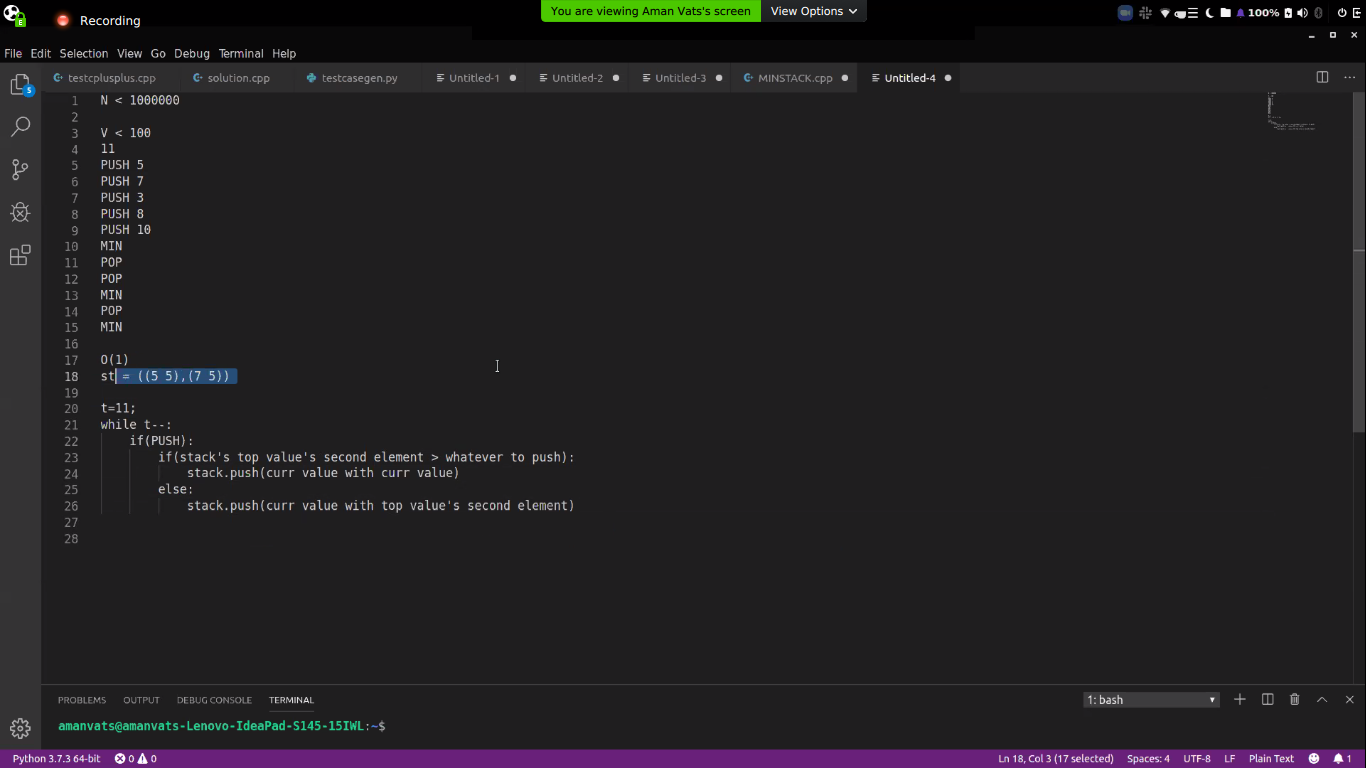 You are viewing Aman Vats's screen View Options
E Recording 100%
File Edit Selection View Go Debug Terminal Help
5 testcplusplus.cpp solution.cpp testcasegen.py Untitled-1 Untitled-2 Untitled-3 MINSTACK.cpp Untitled-4
1 N < 1000000
2
3 V < 100
4 11
5 PUSH 5
6 PUSH 7
7 PUSH 3
8 PUSH 8
9 PUSH 10
10 MIN
11 POP
12 POP
13 MIN
14 POP
15 MIN
16
17 O(1)
18 st = ((5 5),(7 5))
19
20 t=11;
21 while t--:
22 if(PUSH):
23 if(stack's top value's second element > whatever to push):
24 stack.push(curr value with curr value)
25 else:
26 stack.push(curr value with top value's second element)
27
28
PROBLEMS OUTPUT DEBUG CONSOLE TERMINAL 1: bash
amanvats@amanvats-Lenovo-IdeaPad-S145-15IWL:~$
Python 3.7.3 64-bit 0 0 Ln 18, Col 3 (17 selected) Spaces: 4 UTF-8 LF Plain Text 1